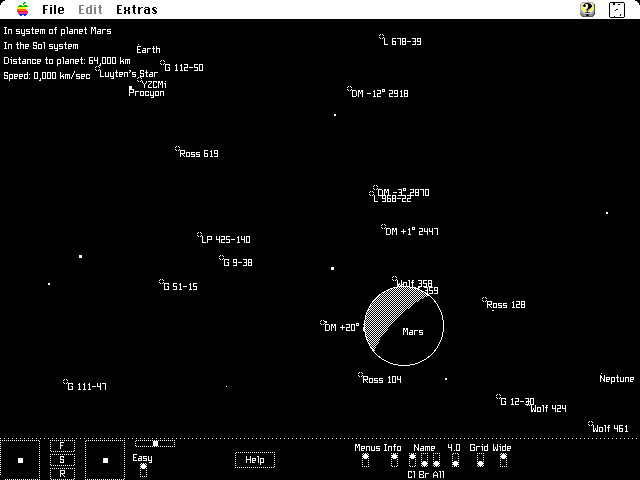 File Edit Extras
In system of planet Mars
In the Sol system
Distance to planet: 64,000 km
Speed: 0,000 km/sec
Earth
L 678-39
G 112-50
Luyten's Star
YZCMi
Procyon
DM -12° 2918
Ross 619
DM -3° 2870
L 968-22
DM +1° 2447
LP 425-140
G 9-38
G 51-15
Wolf 358
359
Ross 128
DM +20°
Mars
Ross 104
Neptune
G 111-47
G 12-30
Wolf 424
Wolf 461
F
S
R
Easy
Help
Menus Info Name 4.0 Grid Wide
Cl Br All